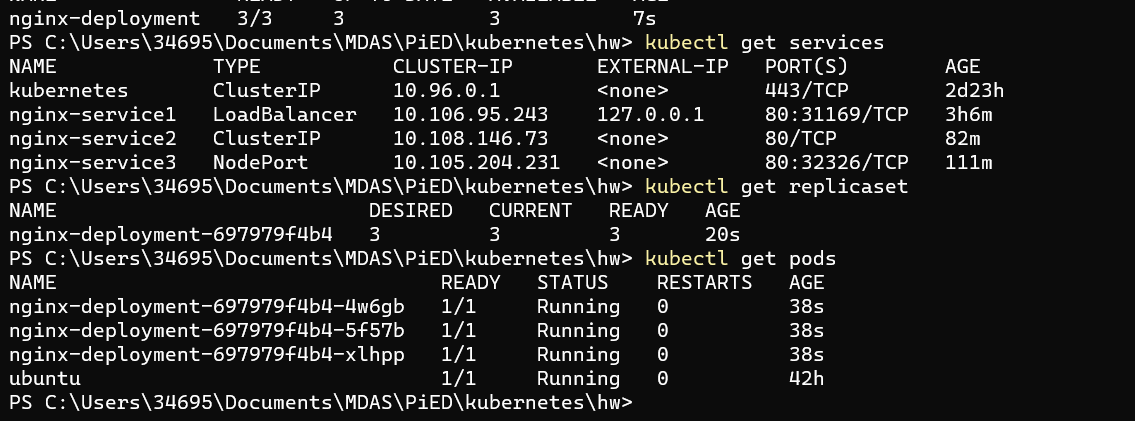 nginx-deployment   3/3     3            3           7s
PS C:\Users\34695\Documents\MDAS\PiED\kubernetes\hw> kubectl get services
NAME             TYPE           CLUSTER-IP       EXTERNAL-IP   PORT(S)        AGE
kubernetes       ClusterIP      10.96.0.1        <none>        443/TCP        2d23h
nginx-service1   LoadBalancer   10.106.95.243    127.0.0.1     80:31169/TCP   3h6m
nginx-service2   ClusterIP      10.108.146.73    <none>        80/TCP         82m
nginx-service3   NodePort       10.105.204.231   <none>        80:32326/TCP   111m
PS C:\Users\34695\Documents\MDAS\PiED\kubernetes\hw> kubectl get replicaset
NAME                          DESIRED   CURRENT   READY   AGE
nginx-deployment-697979f4b4   3         3         3       20s
PS C:\Users\34695\Documents\MDAS\PiED\kubernetes\hw> kubectl get pods
NAME                                READY   STATUS    RESTARTS   AGE
nginx-deployment-697979f4b4-4w6gb   1/1     Running   0          38s
nginx-deployment-697979f4b4-5f57b   1/1     Running   0          38s
nginx-deployment-697979f4b4-xlhpp   1/1     Running   0          38s
ubuntu                              1/1     Running   0          42h
PS C:\Users\34695\Documents\MDAS\PiED\kubernetes\hw>